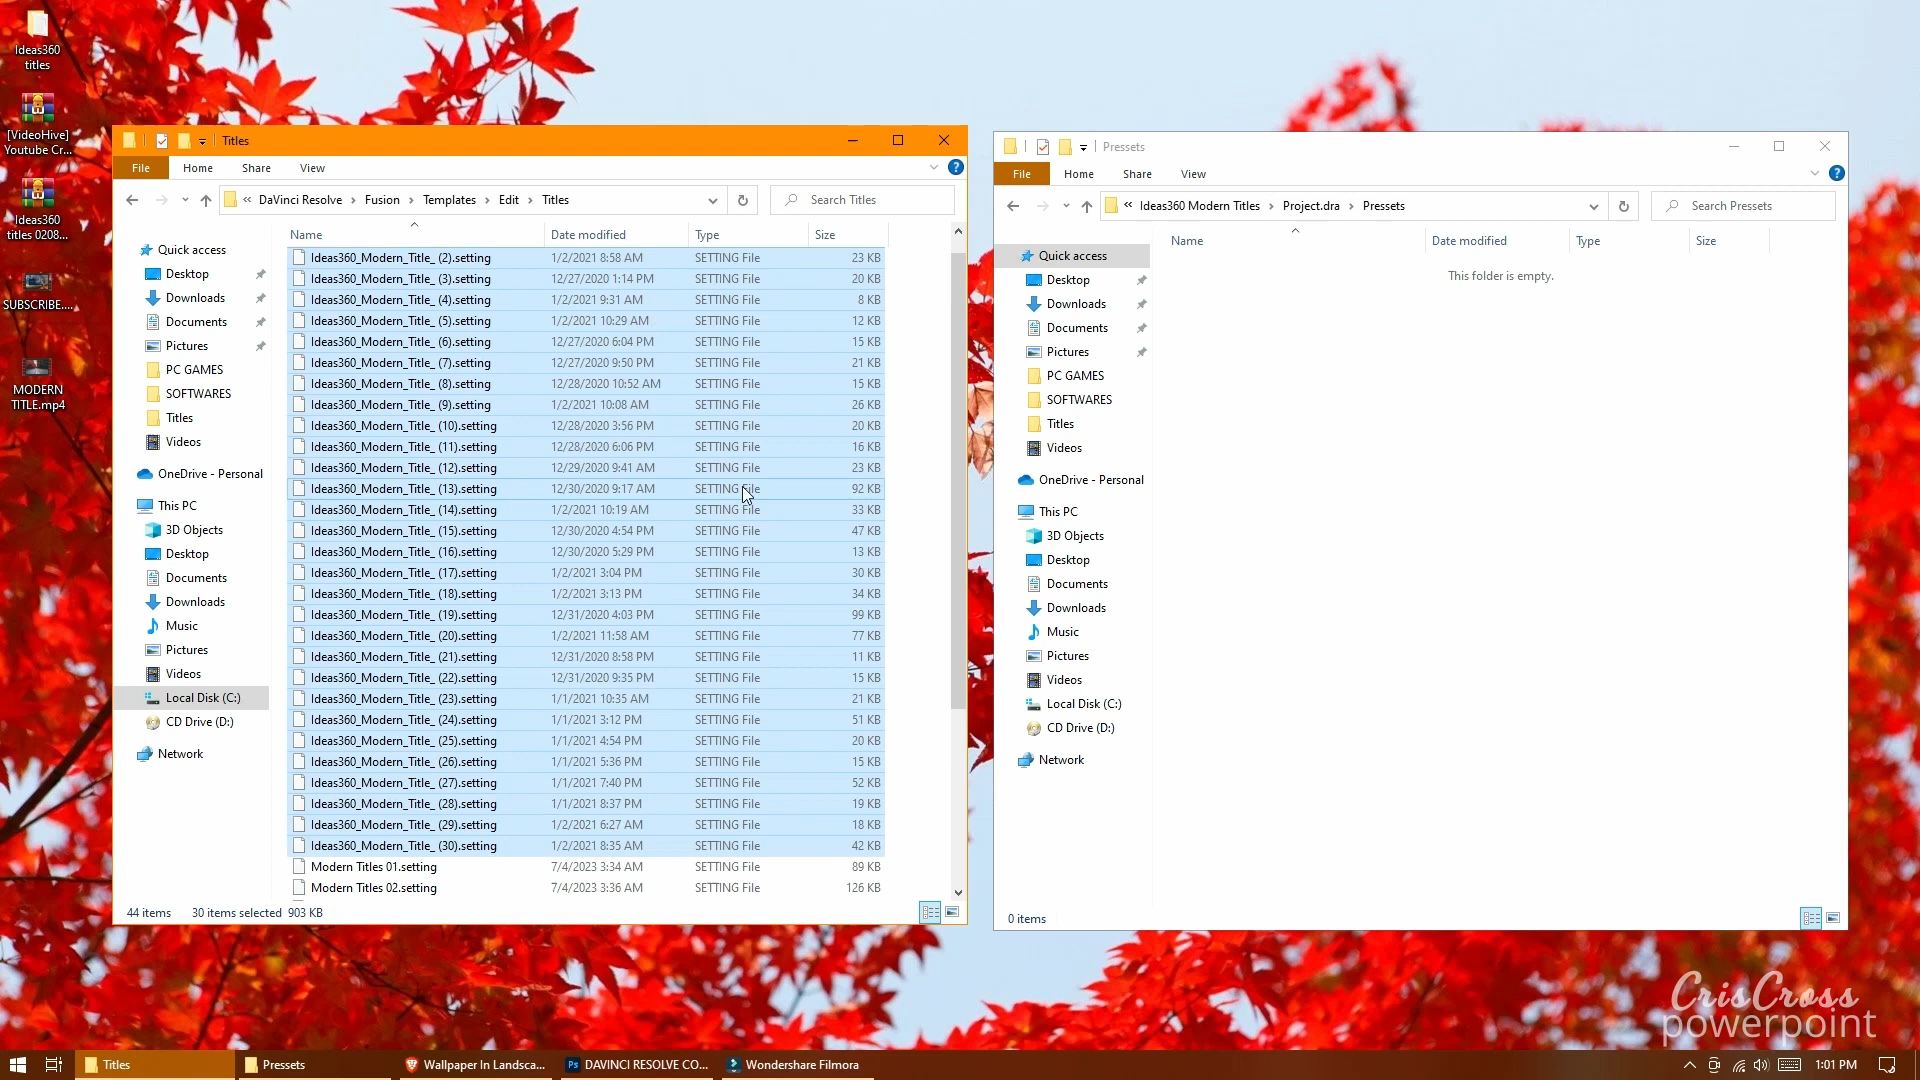 Ideas360
titles
[VideoHive]
Youtube Cr...
Ideas360
titles 0208...
SUBSCRIBE....
MODERN
TITLE.mp4
Titles
File Home Share View
« DaVinci Resolve Fusion Templates Edit Titles
Search Titles
Quick access
Desktop
Downloads
Documents
Pictures
PC GAMES
SOFTWARES
Titles
Videos
OneDrive - Personal
This PC
3D Objects
Desktop
Documents
Downloads
Music
Pictures
Videos
Local Disk (C:)
CD Drive (D:)
Network
Name Date modified Type Size
Ideas360_Modern_Title_ (2).setting 1/2/2021 8:58 AM SETTING File 23 KB
Ideas360_Modern_Title_ (3).setting 12/27/2020 1:14 PM SETTING File 20 KB
Ideas360_Modern_Title_ (4).setting 1/2/2021 9:31 AM SETTING File 8 KB
Ideas360_Modern_Title_ (5).setting 1/2/2021 10:29 AM SETTING File 12 KB
Ideas360_Modern_Title_ (6).setting 12/27/2020 6:04 PM SETTING File 15 KB
Ideas360_Modern_Title_ (7).setting 12/27/2020 9:50 PM SETTING File 21 KB
Ideas360_Modern_Title_ (8).setting 12/28/2020 10:52 AM SETTING File 15 KB
Ideas360_Modern_Title_ (9).setting 1/2/2021 10:08 AM SETTING File 26 KB
Ideas360_Modern_Title_ (10).setting 12/28/2020 3:56 PM SETTING File 20 KB
Ideas360_Modern_Title_ (11).setting 12/28/2020 6:06 PM SETTING File 16 KB
Ideas360_Modern_Title_ (12).setting 12/29/2020 9:41 AM SETTING File 23 KB
Ideas360_Modern_Title_ (13).setting 12/30/2020 9:17 AM SETTING File 92 KB
Ideas360_Modern_Title_ (14).setting 1/2/2021 10:19 AM SETTING File 33 KB
Ideas360_Modern_Title_ (15).setting 12/30/2020 4:54 PM SETTING File 47 KB
Ideas360_Modern_Title_ (16).setting 12/30/2020 5:29 PM SETTING File 13 KB
Ideas360_Modern_Title_ (17).setting 1/2/2021 3:04 PM SETTING File 30 KB
Ideas360_Modern_Title_ (18).setting 1/2/2021 3:13 PM SETTING File 34 KB
Ideas360_Modern_Title_ (19).setting 12/31/2020 4:03 PM SETTING File 99 KB
Ideas360_Modern_Title_ (20).setting 1/2/2021 11:58 AM SETTING File 77 KB
Ideas360_Modern_Title_ (21).setting 12/31/2020 8:58 PM SETTING File 11 KB
Ideas360_Modern_Title_ (22).setting 12/31/2020 9:35 PM SETTING File 15 KB
Ideas360_Modern_Title_ (23).setting 1/1/2021 10:35 AM SETTING File 21 KB
Ideas360_Modern_Title_ (24).setting 1/1/2021 3:12 PM SETTING File 51 KB
Ideas360_Modern_Title_ (25).setting 1/1/2021 4:54 PM SETTING File 20 KB
Ideas360_Modern_Title_ (26).setting 1/1/2021 5:36 PM SETTING File 15 KB
Ideas360_Modern_Title_ (27).setting 1/1/2021 7:40 PM SETTING File 52 KB
Ideas360_Modern_Title_ (28).setting 1/1/2021 8:37 PM SETTING File 19 KB
Ideas360_Modern_Title_ (29).setting 1/2/2021 6:27 AM SETTING File 18 KB
Ideas360_Modern_Title_ (30).setting 1/2/2021 8:35 AM SETTING File 42 KB
Modern Titles 01.setting 7/4/2023 3:34 AM SETTING File 89 KB
Modern Titles 02.setting 7/4/2023 3:36 AM SETTING File 126 KB
44 items 30 items selected 903 KB
Pressets
File Home Share View
« Ideas360 Modern Titles Project.dra Pressets
Search Pressets
Quick access
Desktop
Downloads
Documents
Pictures
PC GAMES
SOFTWARES
Titles
Videos
OneDrive - Personal
This PC
3D Objects
Desktop
Documents
Downloads
Music
Pictures
Videos
Local Disk (C:)
CD Drive (D:)
Network
Name Date modified Type Size
This folder is empty.
0 items
CrisCross
powerpoint
Titles Pressets Wallpaper In Landsca... DAVINCI RESOLVE CO... Wondershare Filmora 1:01 PM